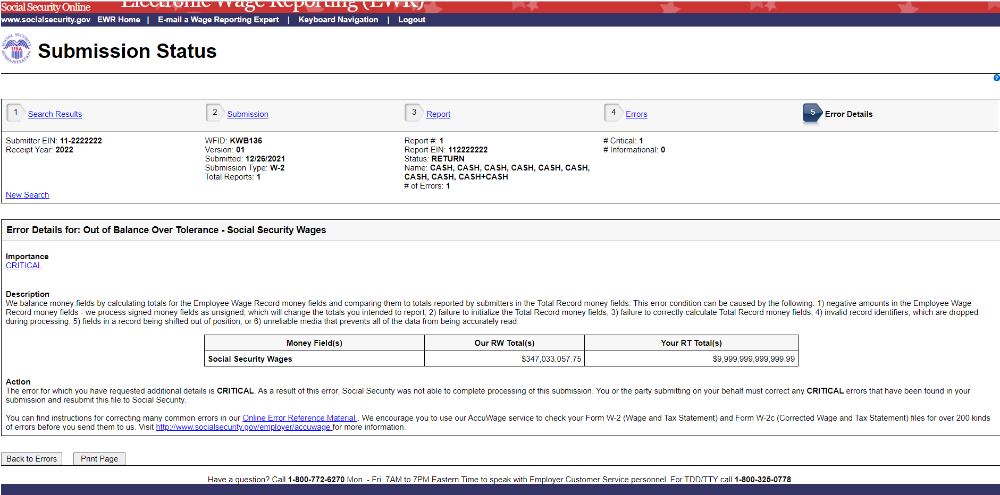 Electronic Wage Reporting (EWR)
Social Security Online
www.socialsecurity.gov EWR Home | E-mail a Wage Reporting Expert | Keyboard Navigation | Logout
SOCIAL SECURITY ADMINISTRATION
USA
Submission Status
?
1 Search Results
2 Submission
3 Report
4 Errors
5 Error Details
Submitter EIN: 11-2222222
Receipt Year: 2022
New Search
WFID: KWB136
Version: 01
Submitted: 12/26/2021
Submission Type: W-2
Total Reports: 1
Report #: 1
Report EIN: 112222222
Status: RETURN
Name: CASH, CASH, CASH, CASH, CASH, CASH,
CASH, CASH, CASH+CASH
# of Errors: 1
# Critical: 1
# Informational: 0
Error Details for: Out of Balance Over Tolerance - Social Security Wages
Importance
CRITICAL
Description
We balance money fields by calculating totals for the Employee Wage Record money fields and comparing them to totals reported by submitters in the Total Record money fields. This error condition can be caused by the following: 1) negative amounts in the Employee Wage
Record money fields - we process signed money fields as unsigned, which will change the totals you intended to report; 2) failure to initialize the Total Record money fields; 3) failure to correctly calculate Total Record money fields; 4) invalid record identifiers, which are dropped
during processing; 5) fields in a record being shifted out of position; or 6) unreliable media that prevents all of the data from being accurately read.
Money Field(s) Our RW Total(s) Your RT Total(s)
Social Security Wages $347,033,057.75 $9,999,999,999,999.99
Action
The error for which you have requested additional details is CRITICAL. As a result of this error, Social Security was not able to complete processing of this submission. You or the party submitting on your behalf must correct any CRITICAL errors that have been found in your
submission and resubmit this file to Social Security.
You can find instructions for correcting many common errors in our Online Error Reference Material . We encourage you to use our AccuWage service to check your Form W-2 (Wage and Tax Statement) and Form W-2c (Corrected Wage and Tax Statement) files for over 200 kinds
of errors before you send them to us. Visit http://www.socialsecurity.gov/employer/accuwage for more information.
Back to Errors Print Page
Have a question? Call 1-800-772-6270 Mon. - Fri. 7AM to 7PM Eastern Time to speak with Employer Customer Service personnel. For TDD/TTY call 1-800-325-0778.